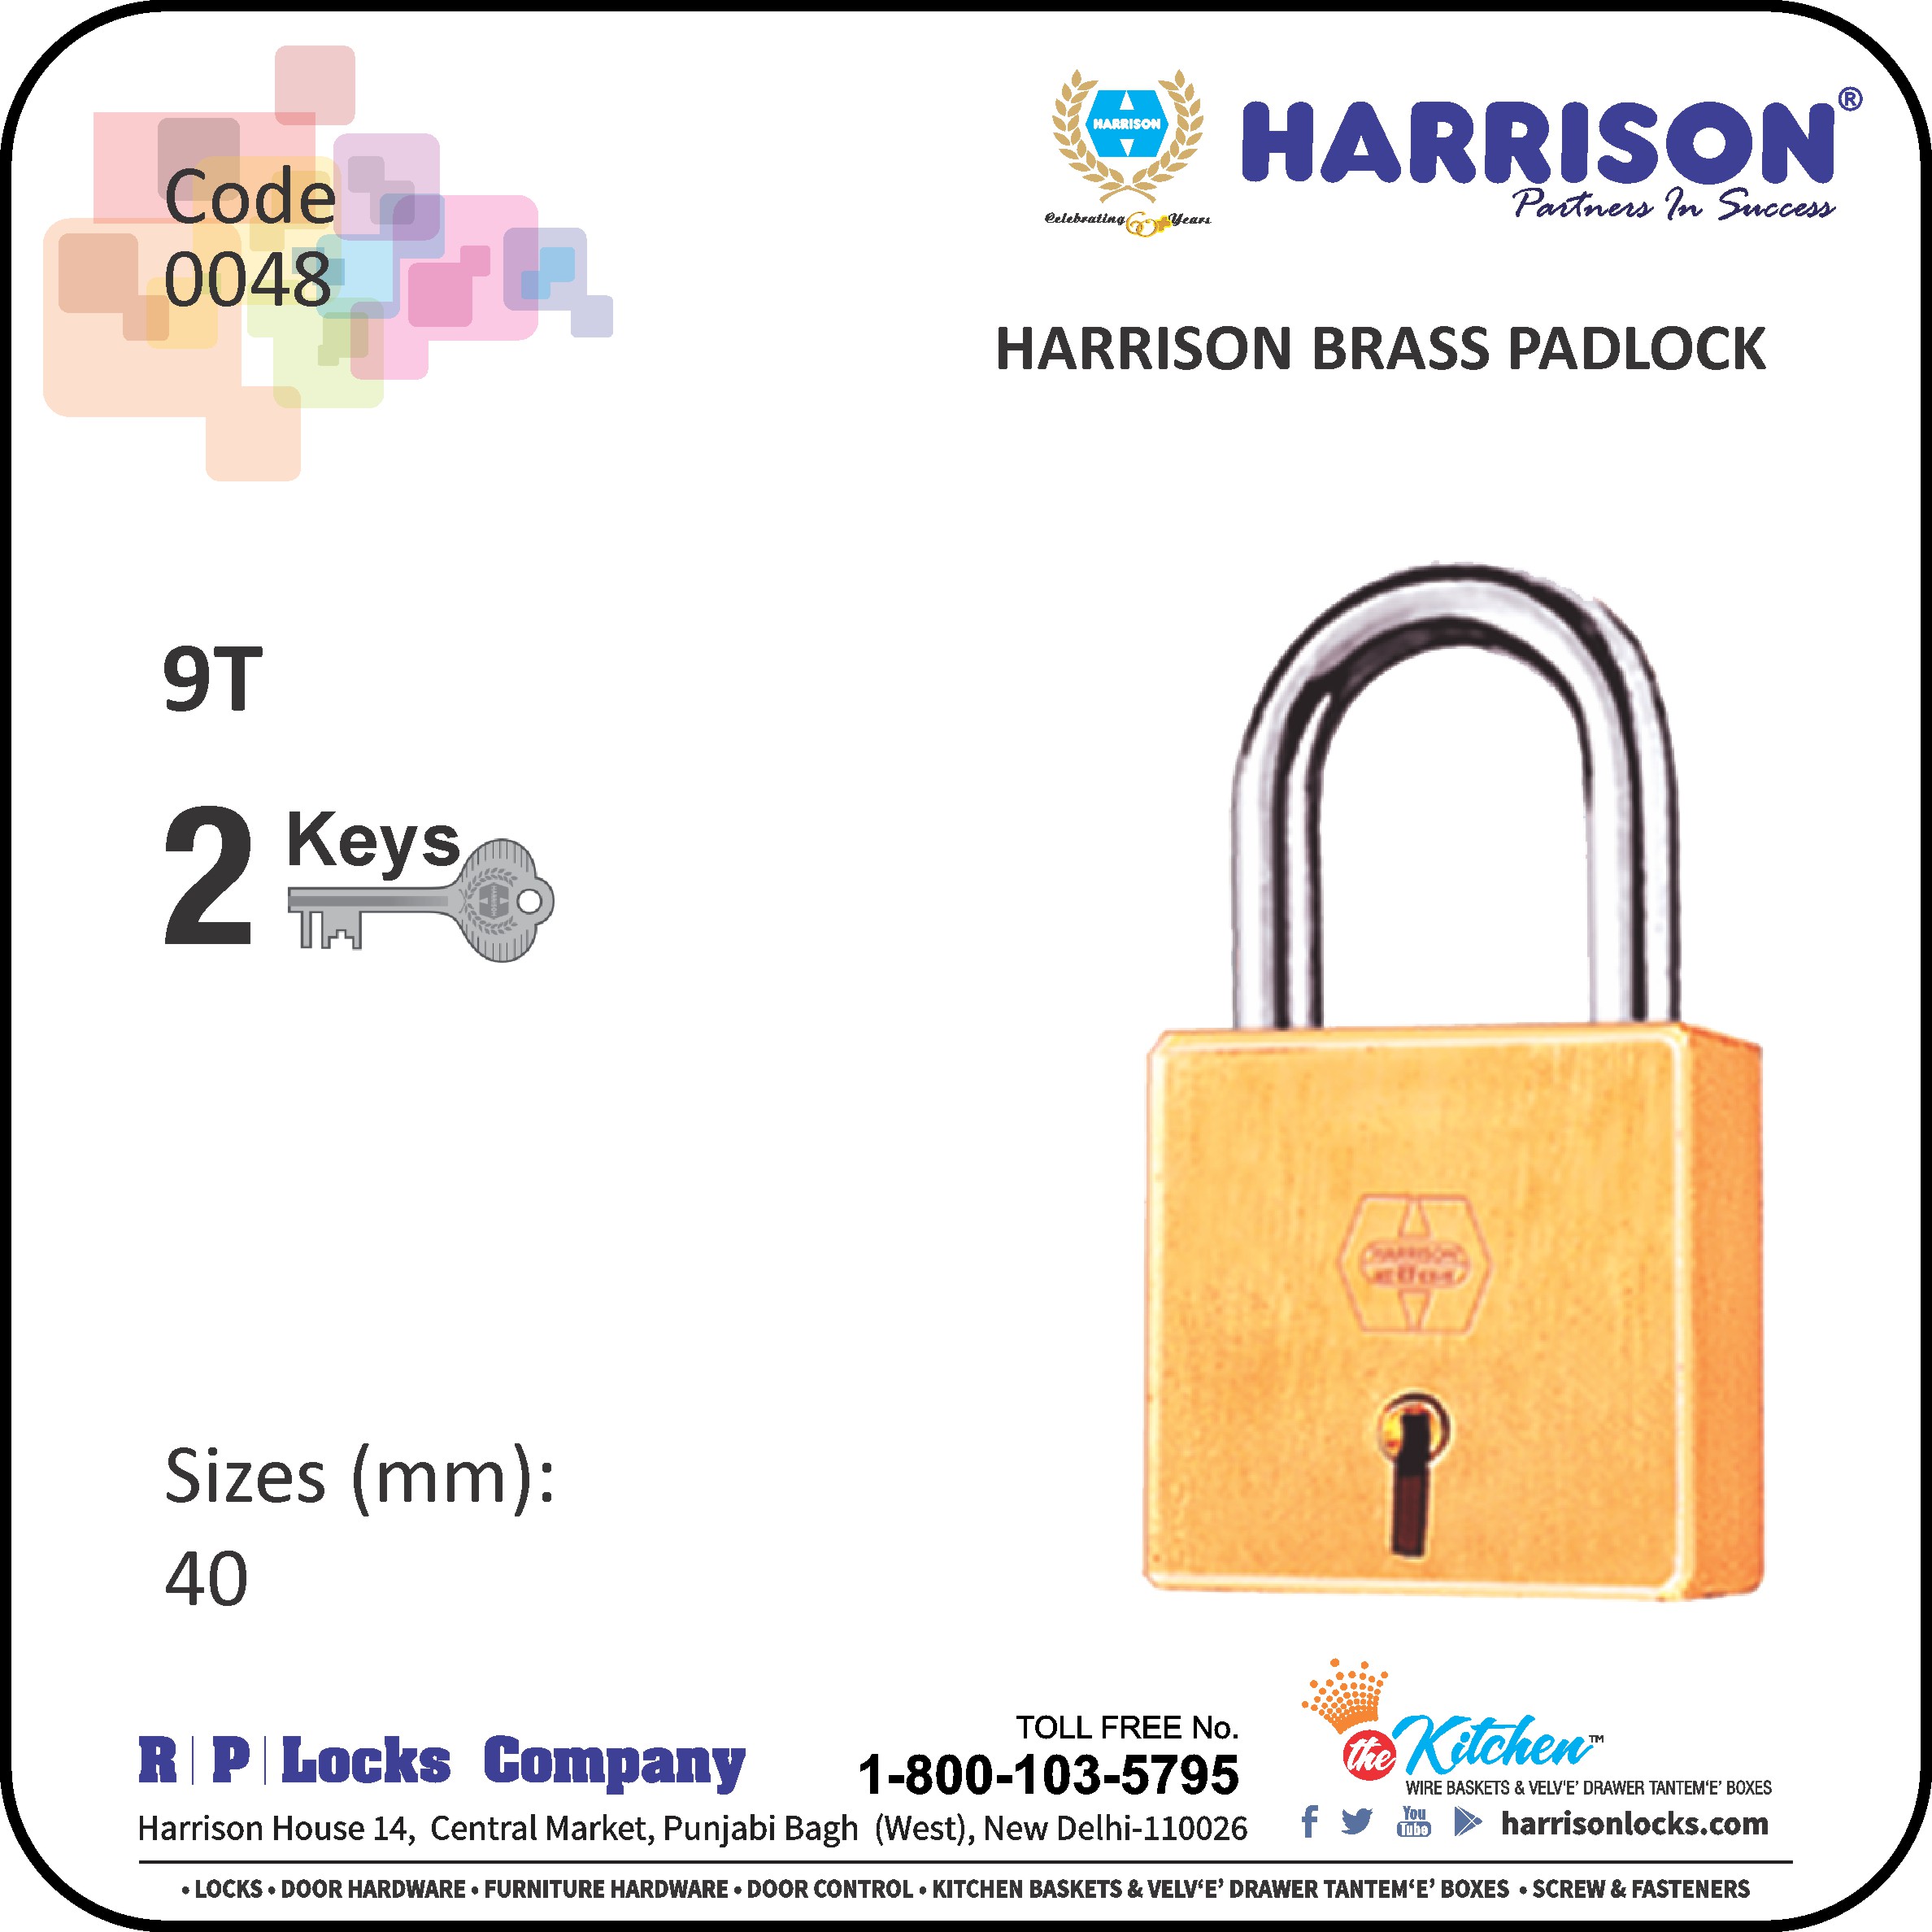 Code
0048
HARRISON
Celebrating 60+ Years
HARRISON®
Partners In Success
HARRISON BRASS PADLOCK
9T
2 Keys
HARRISON
Sizes (mm):
40
R P Locks Company
TOLL FREE No.
1-800-103-5795
the Kitchen™
WIRE BASKETS & VELV'E' DRAWER TANTEM'E' BOXES
Harrison House 14, Central Market, Punjabi Bagh (West), New Delhi-110026
f You Tube harrisonlocks.com
• LOCKS • DOOR HARDWARE • FURNITURE HARDWARE • DOOR CONTROL • KITCHEN BASKETS & VELV‘E’ DRAWER TANTEM‘E’ BOXES • SCREW & FASTENERS